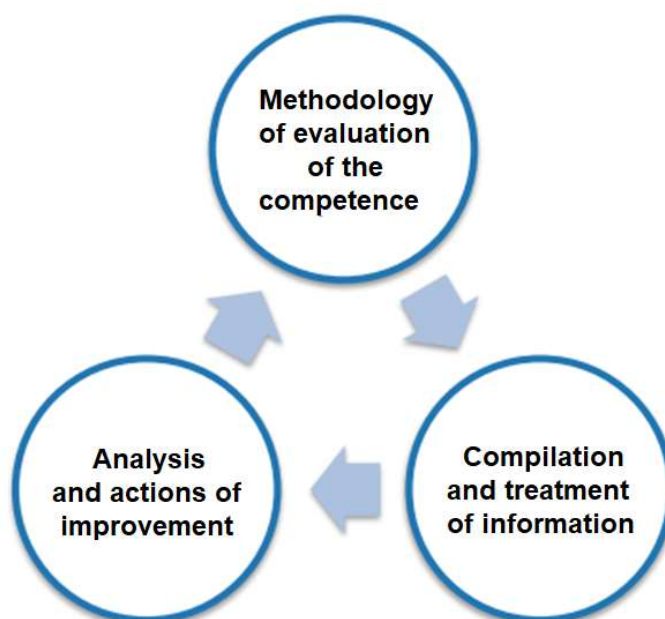 Methodology
of evaluation
of the
competence
Analysis
and actions of
improvement
Compilation
and treatment
of information